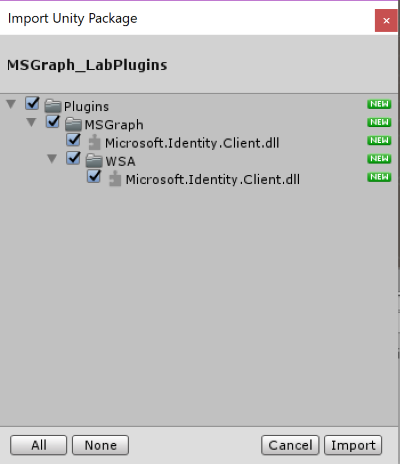 Import Unity Package
MSGraph_LabPlugins
Plugins NEW
MSGraph NEW
Microsoft.Identity.Client.dll NEW
WSA NEW
Microsoft.Identity.Client.dll NEW
All None Cancel Import